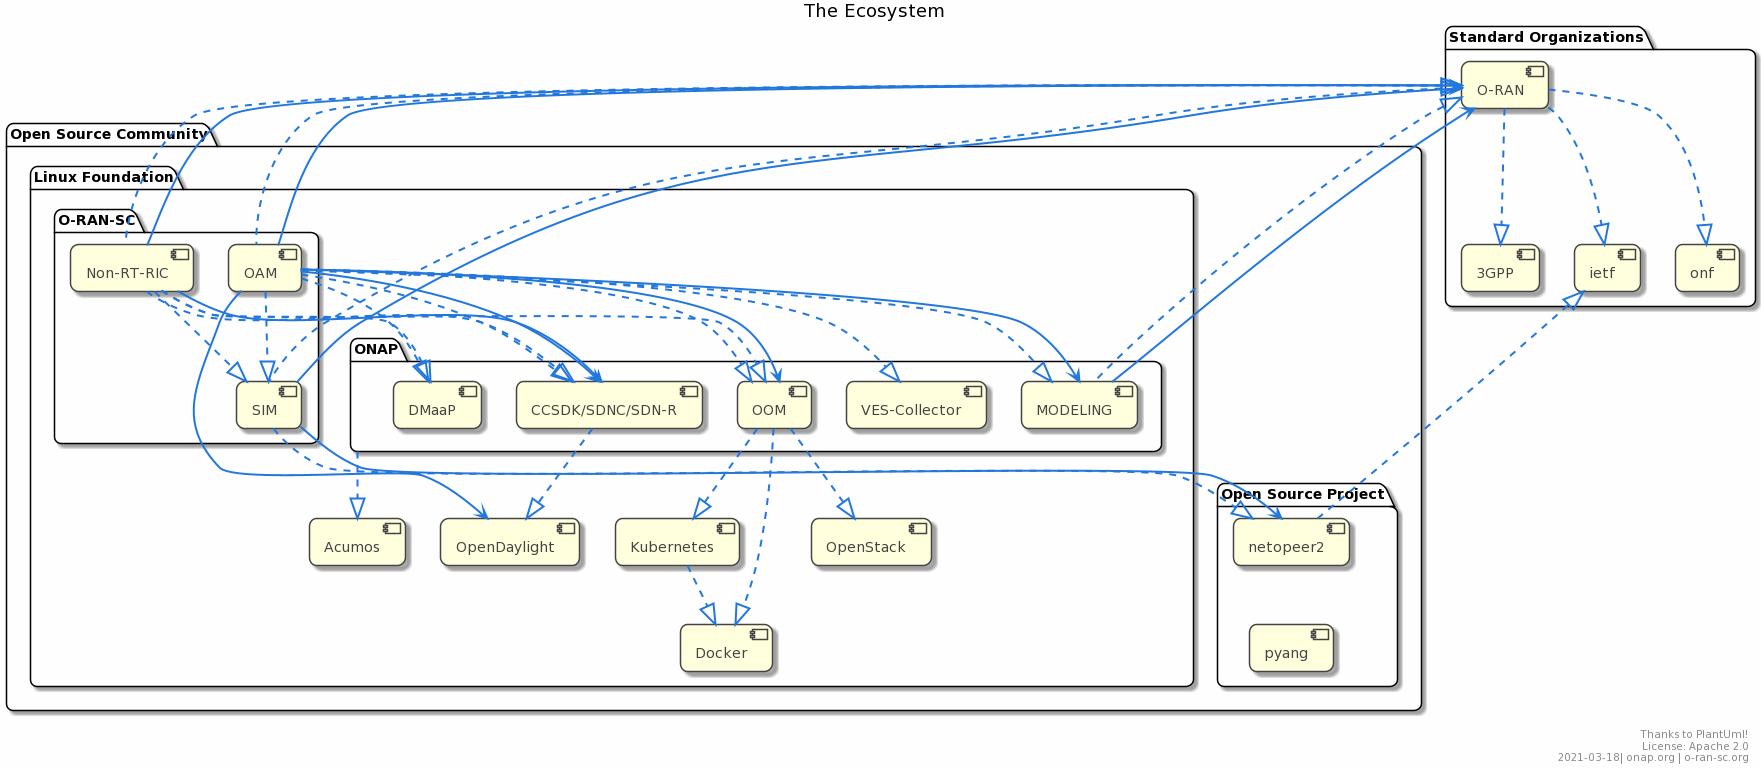 The Ecosystem
Standard Organizations
O-RAN
Open Source Community
Linux Foundation
O-RAN-SC
Non-RT-RIC
OAM
3GPP
ietf
onf
ONAP
SIM
DMaaP
CCSDK/SDNC/SDN-R
OOM
VES-Collector
MODELING
Open Source Project
Acumos
OpenDaylight
Kubernetes
OpenStack
netopeer2
Docker
pyang
Thanks to PlantUml!
License: Apache 2.0
2021-03-18| onap.org | o-ran-sc.org